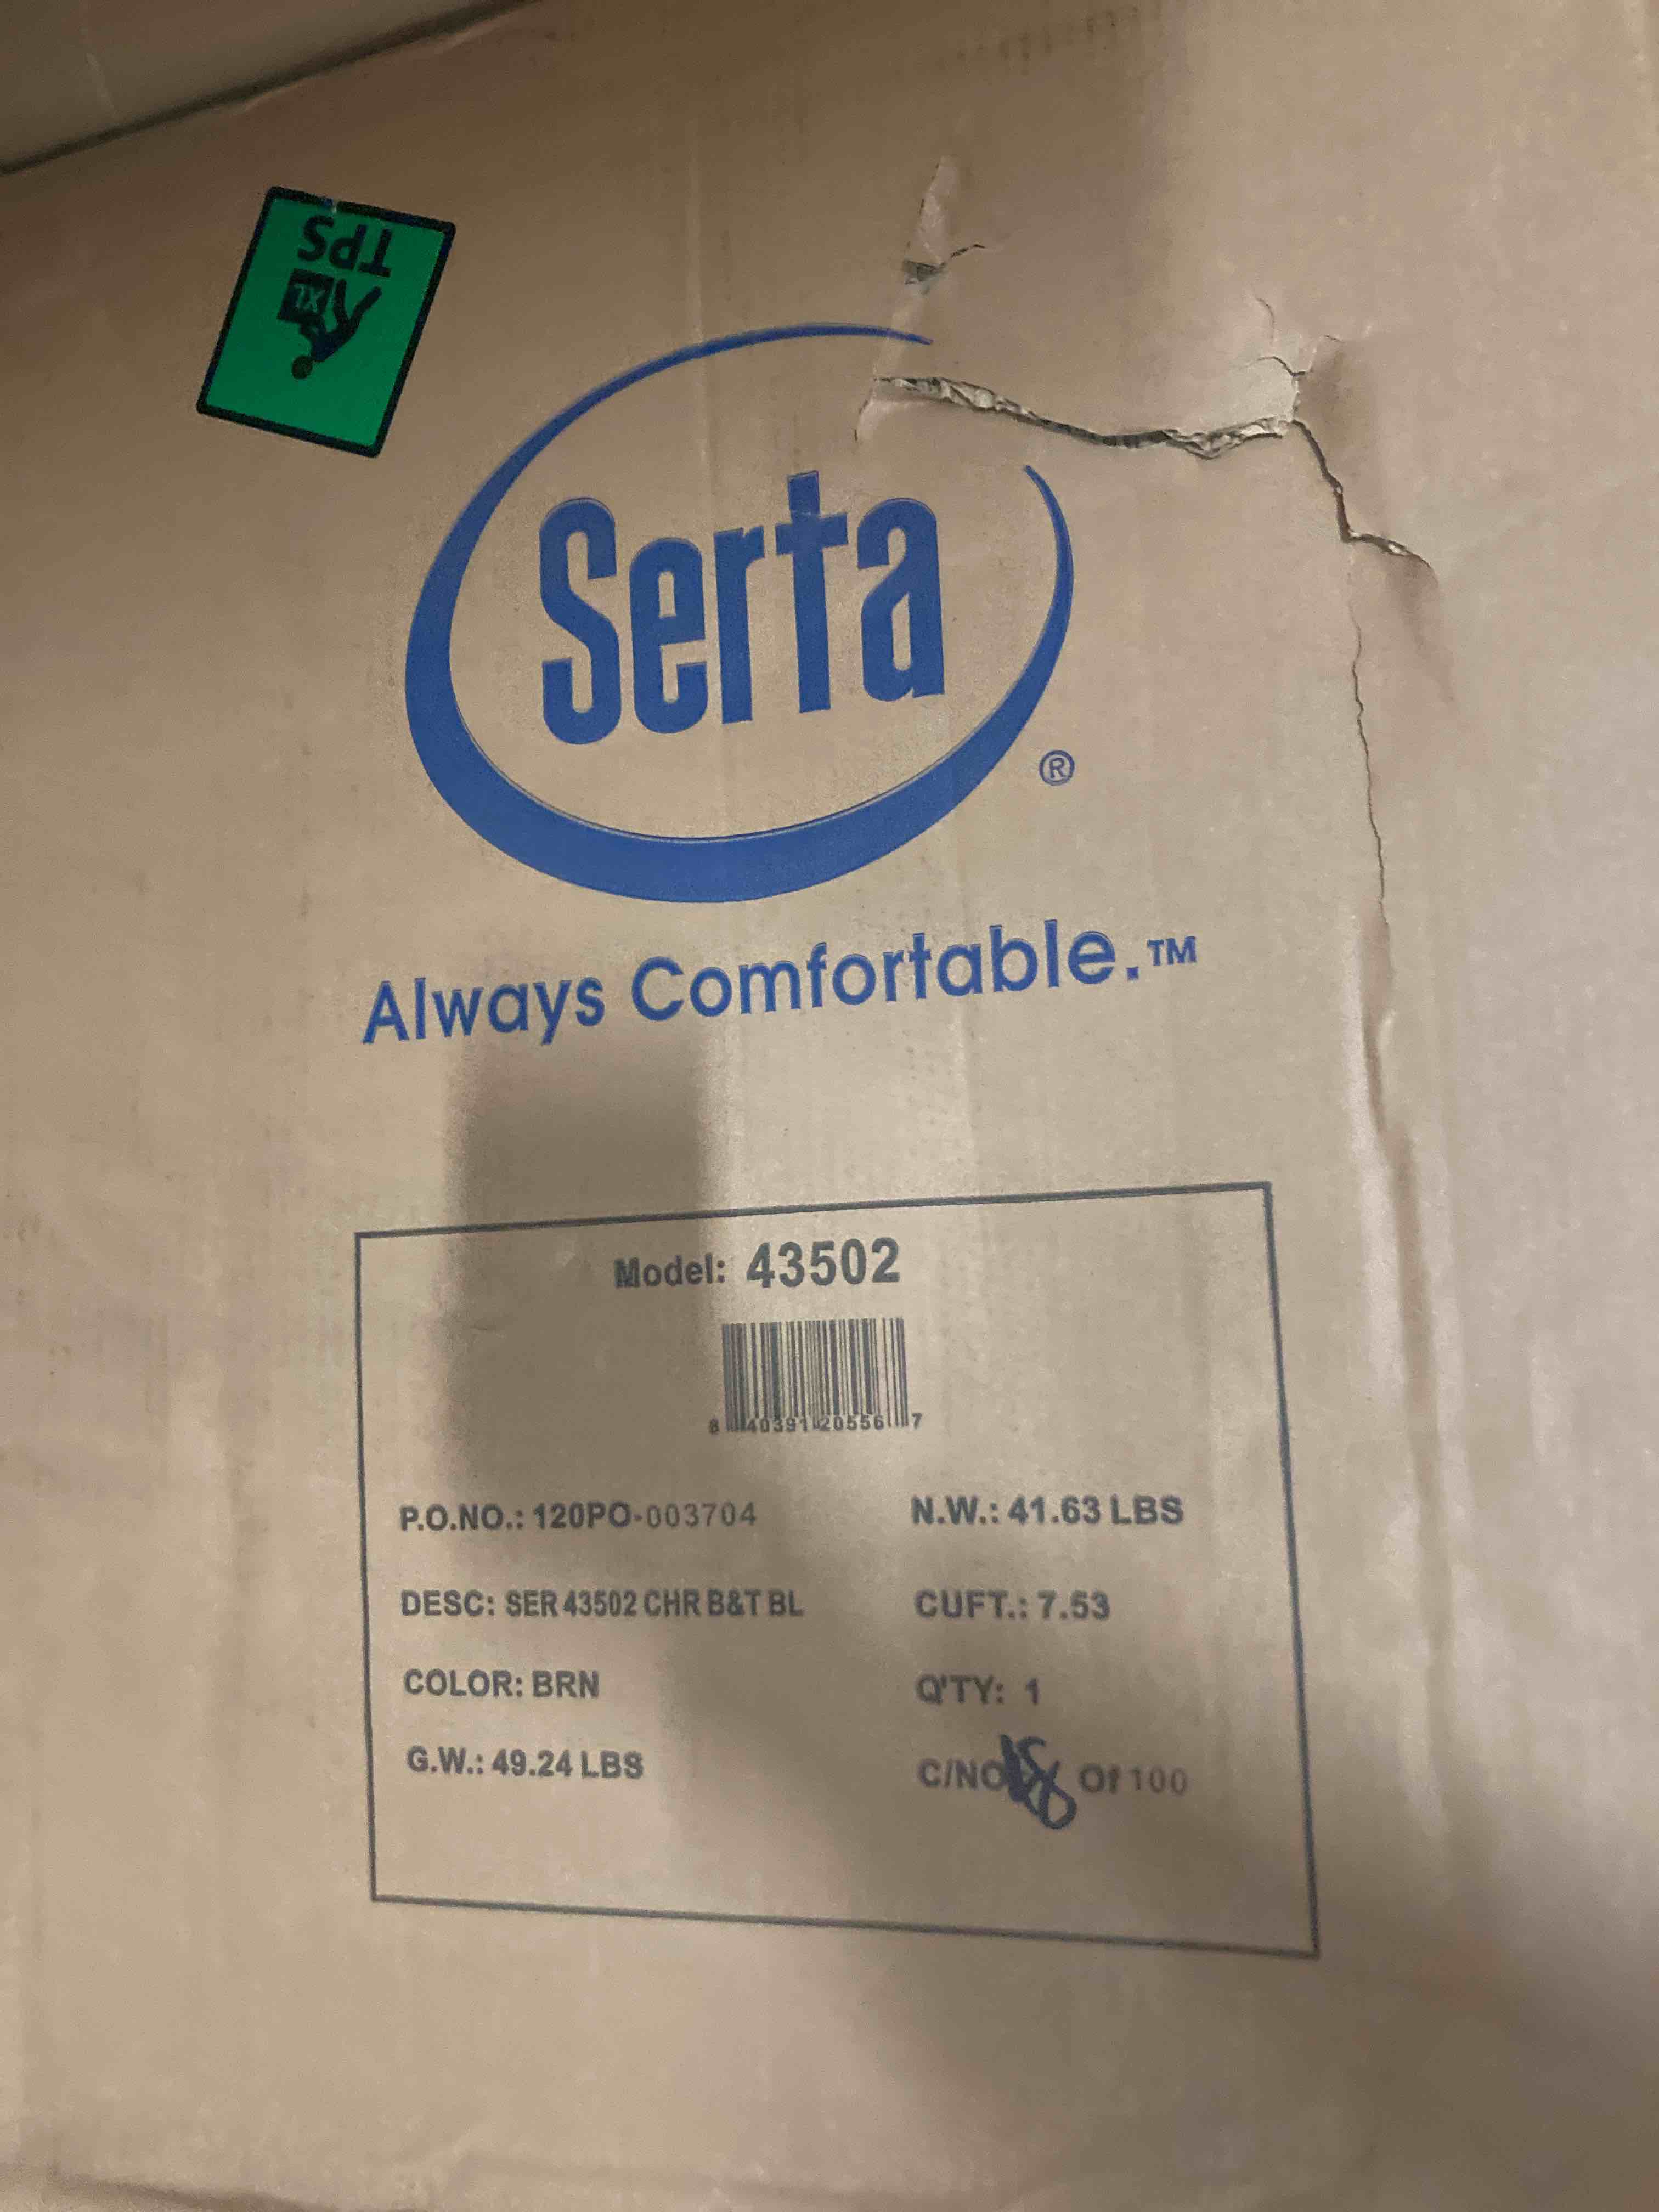 TPS
XL
Serta
®
Always Comfortable.™
Model: 43502
8 40391 20556 7
P.O.NO.: 120PO-003704
N.W.: 41.63 LBS
DESC: SER 43502 CHR B&T BL
CUFT.: 7.53
COLOR: BRN
Q'TY: 1
G.W.: 49.24 LBS
C/NO Of 100